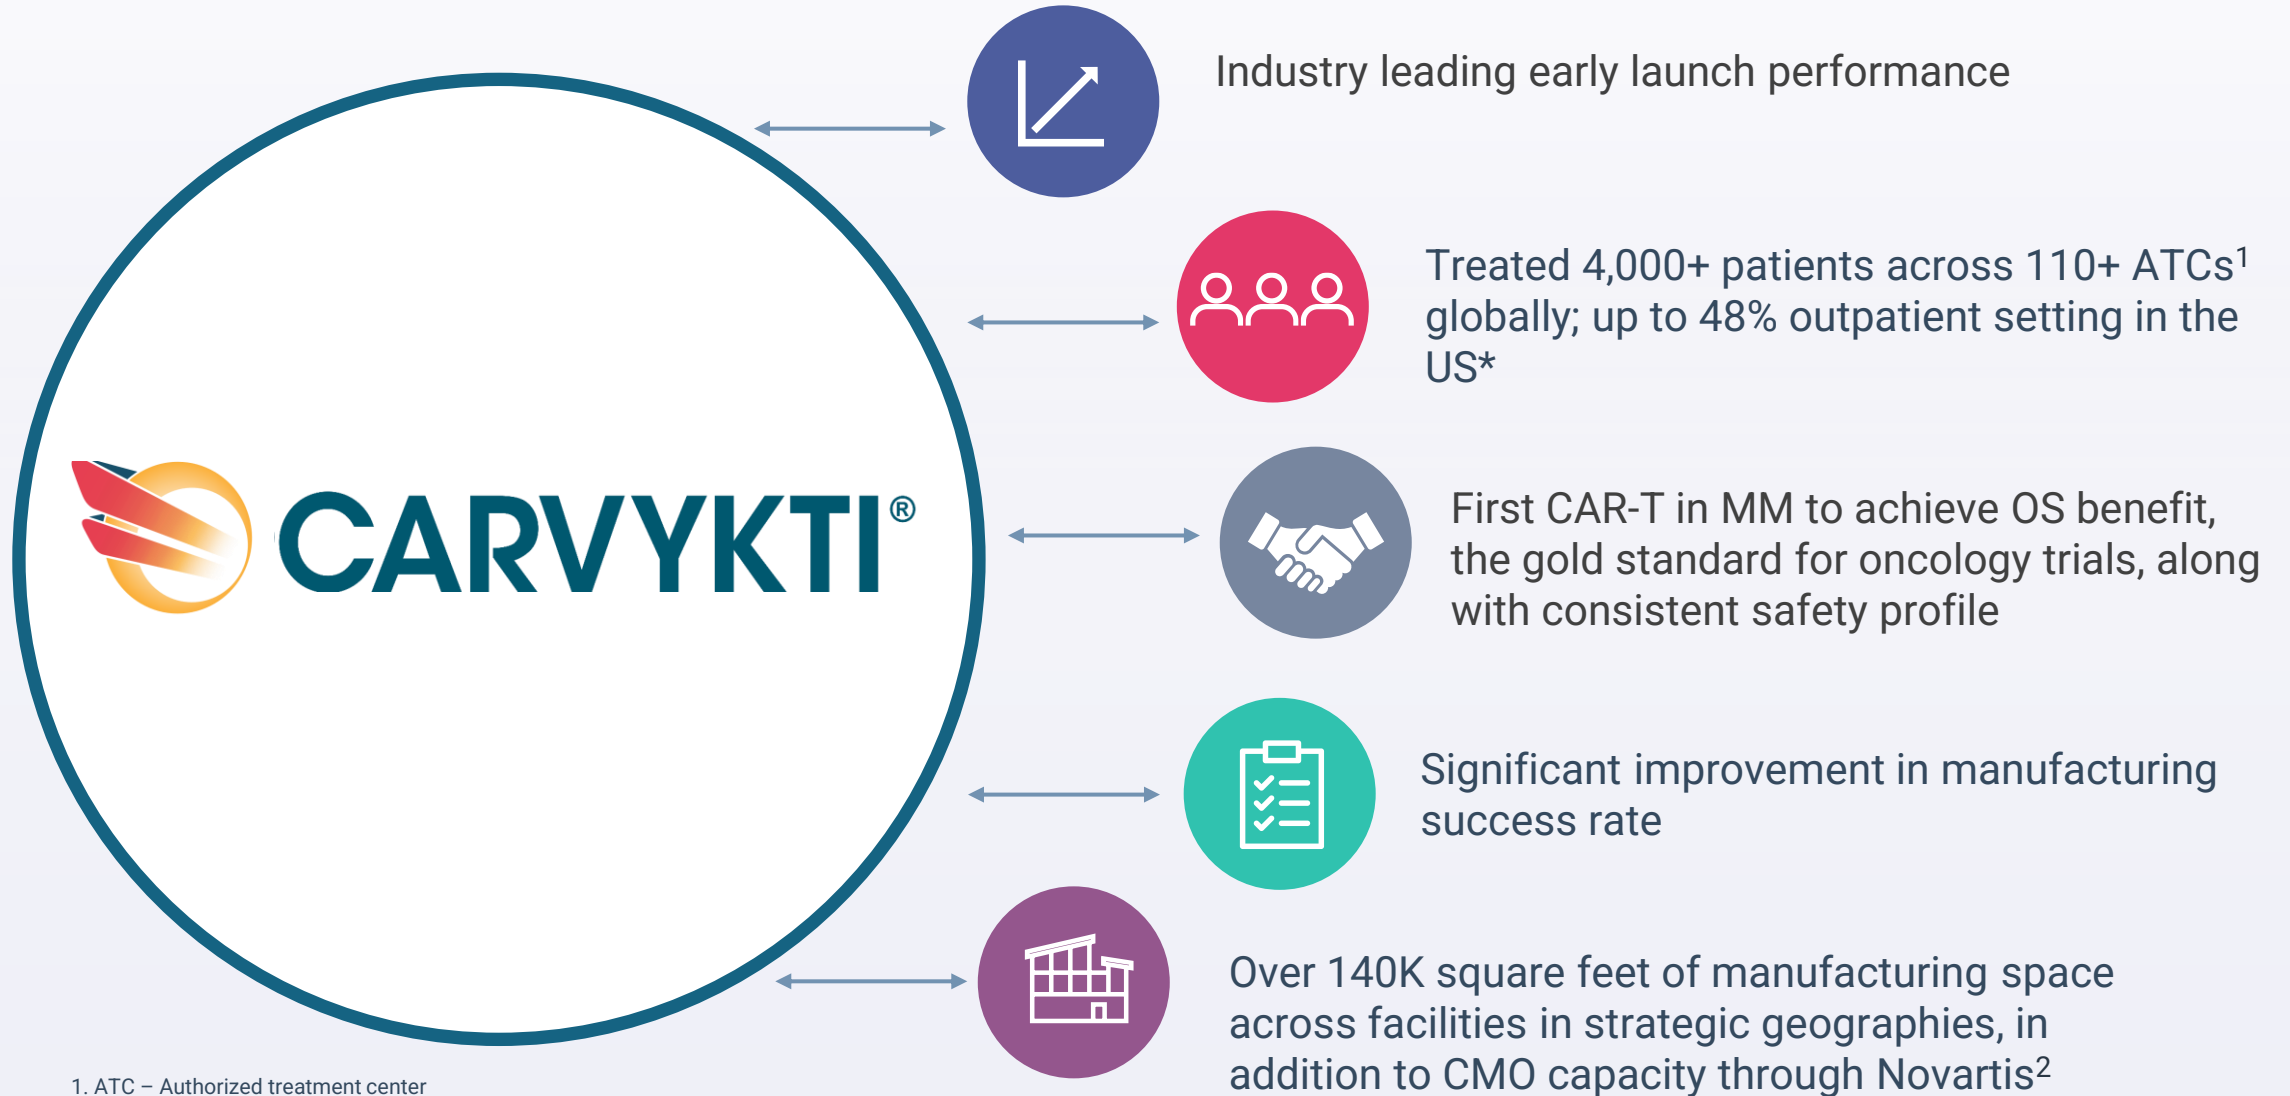 Industry leading early launch performance
Treated 4,000+ patients across 110+ ATCs¹
globally; up to 48% outpatient setting in the
US*
CARVYKTI®
First CAR-T in MM to achieve OS benefit,
the gold standard for oncology trials, along
with consistent safety profile
Significant improvement in manufacturing
success rate
Over 140K square feet of manufacturing space
across facilities in strategic geographies, in
addition to CMO capacity through Novartis²
1. ATC – Authorized treatment center